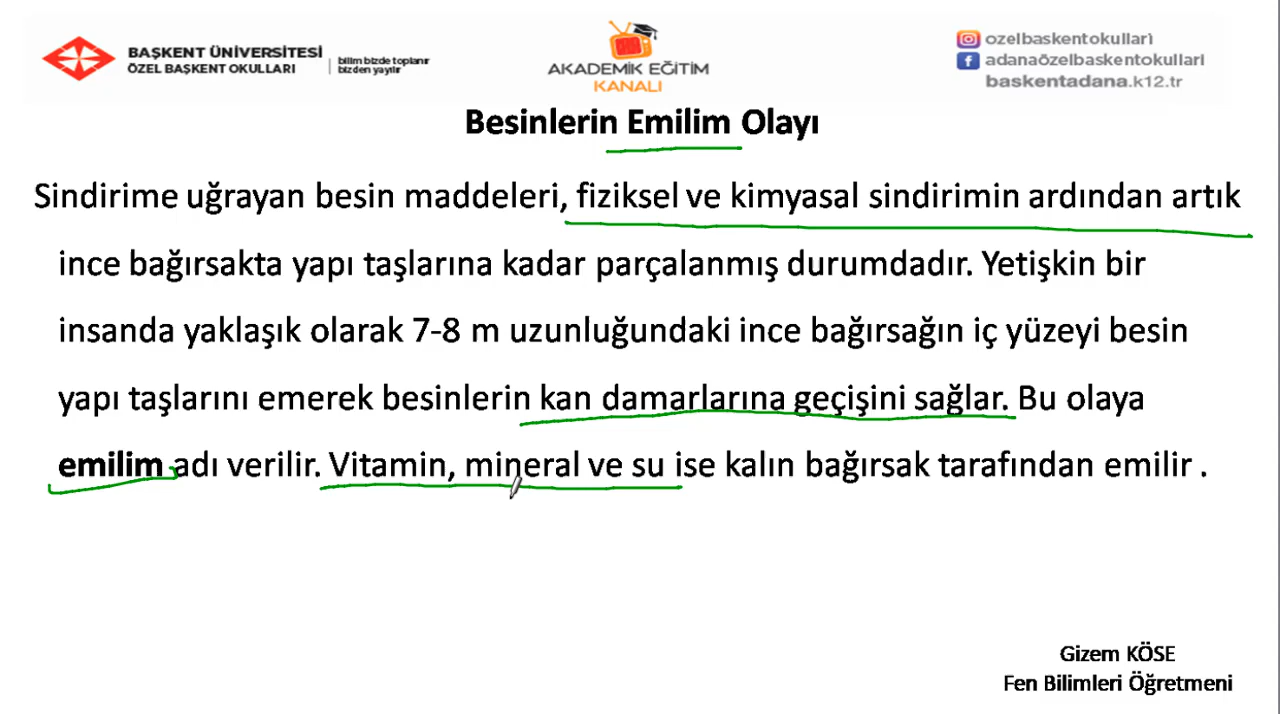 BAŞKENT ÜNİVERSİTESİ
ÖZEL BAŞKENT OKULLARI
bilim bizde toplanır
bizden yayılır
AKADEMİK EĞİTİM
KANALI
ozelbaskentokulları
adanaözelbaskentokullari
baskentadana.k12.tr
Besinlerin Emilim Olayı
Sindirime uğrayan besin maddeleri, fiziksel ve kimyasal sindirimin ardından artık
ince bağırsakta yapı taşlarına kadar parçalanmış durumdadır. Yetişkin bir
insanda yaklaşık olarak 7-8 m uzunluğundaki ince bağırsağın iç yüzeyi besin
yapı taşlarını emerek besinlerin kan damarlarına geçişini sağlar. Bu olaya
emilim adı verilir. Vitamin, mineral ve su ise kalın bağırsak tarafından emilir .
Gizem KÖSE
Fen Bilimleri Öğretmeni